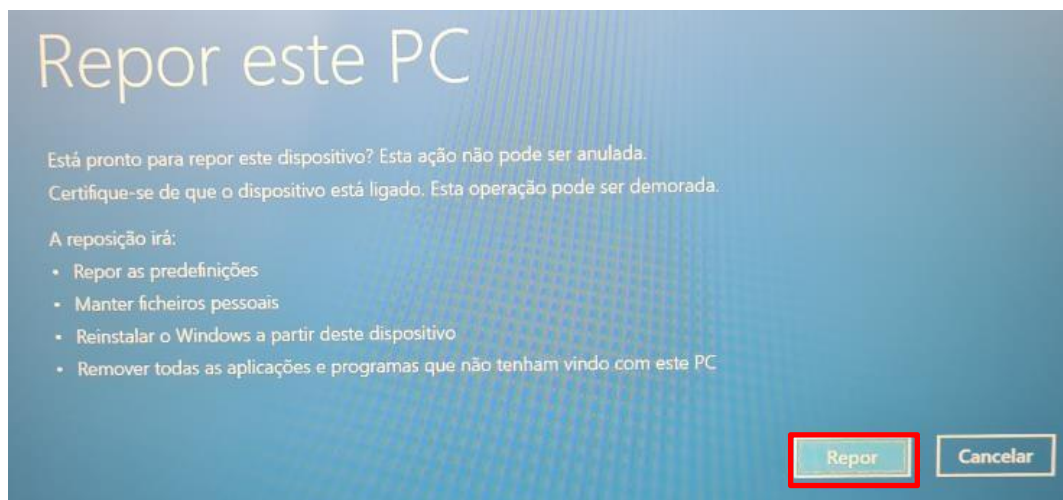 Repor este PC
Está pronto para repor este dispositivo? Esta ação não pode ser anulada.
Certifique-se de que o dispositivo está ligado. Esta operação pode ser demorada.
A reposição irá:
• Repor as predefinições
• Manter ficheiros pessoais
• Reinstalar o Windows a partir deste dispositivo
• Remover todas as aplicações e programas que não tenham vindo com este PC
Repor Cancelar